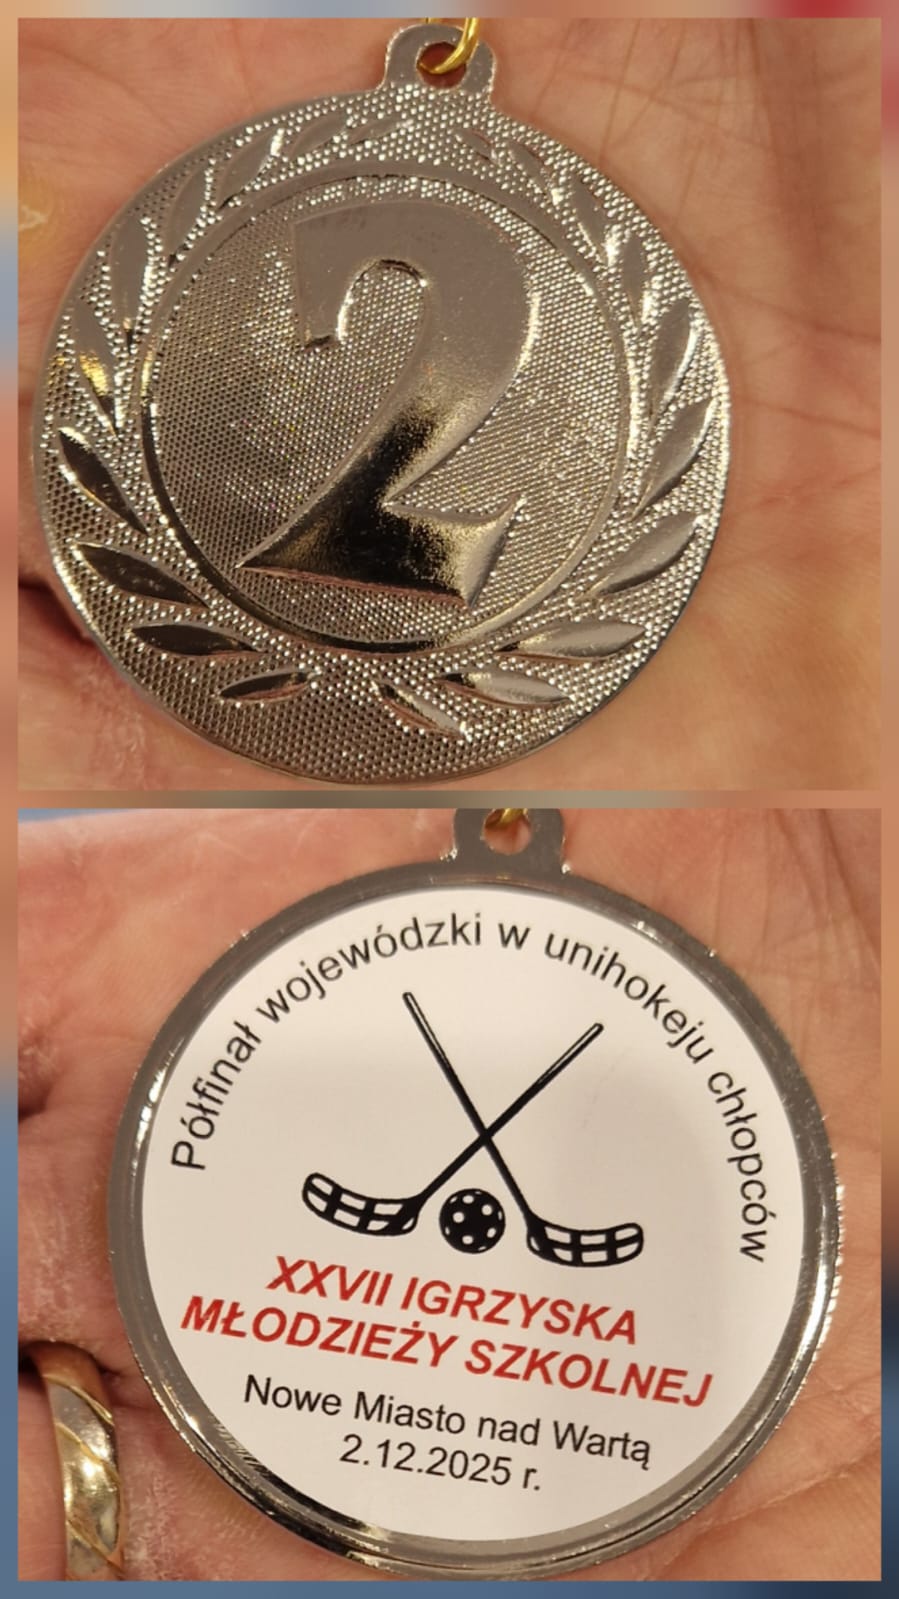 2
Półfinał wojewódzki w unihokeju chłopców
XXVII IGRZYSKA
MŁODZIEŻY SZKOLNEJ
Nowe Miasto nad Wartą
2.12.2025 r.